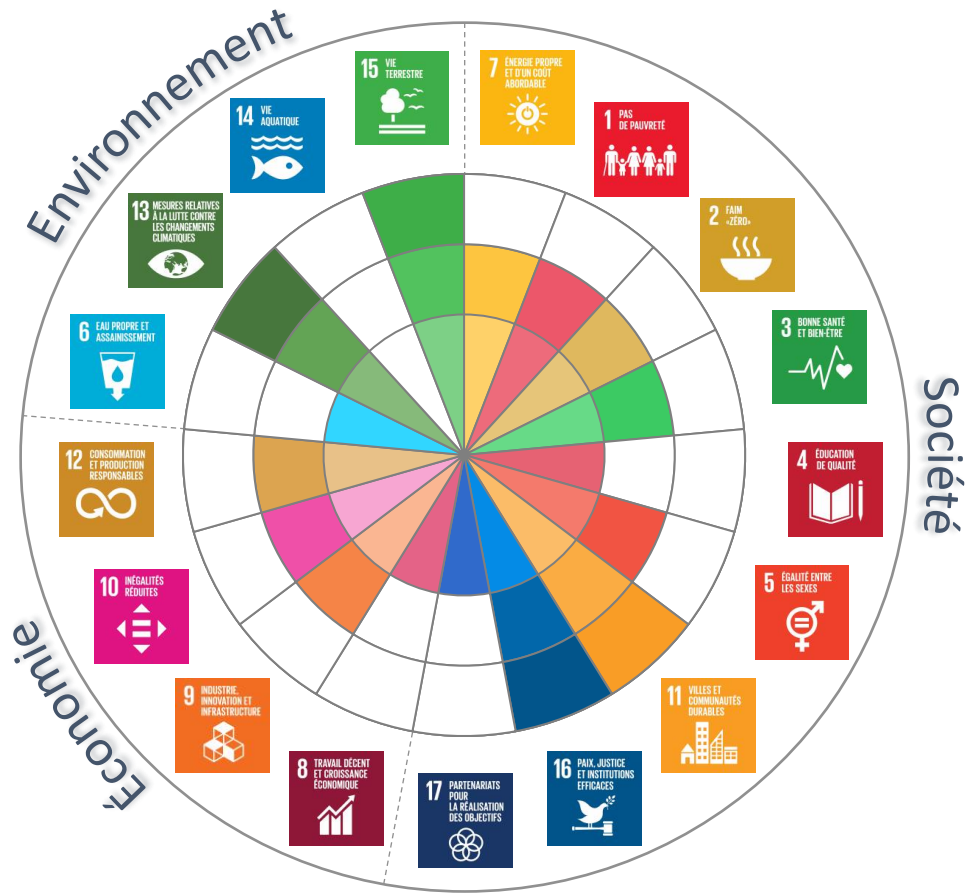 Environnement
15 VIE
TERRESTRE
7 ÉNERGIE PROPRE
ET D'UN COÛT
ABORDABLE
14 VIE
AQUATIQUE
1 PAS
DE PAUVRETÉ
13 MESURES RELATIVES
À LA LUTTE CONTRE
LES CHANGEMENTS
CLIMATIQUES
2 FAIM
«ZÉRO»
6 EAU PROPRE ET
ASSAINISSEMENT
3 BONNE SANTÉ
ET BIEN-ÊTRE
Société
12 CONSOMMATION
ET PRODUCTION
RESPONSABLES
4 ÉDUCATION
DE QUALITÉ
10 INÉGALITÉS
RÉDUITES
5 ÉGALITÉ ENTRE
LES SEXES
Économie
9 INDUSTRIE,
INNOVATION ET
INFRASTRUCTURE
11 VILLES ET
COMMUNAUTÉS
DURABLES
8 TRAVAIL DÉCENT
ET CROISSANCE
ÉCONOMIQUE
17 PARTENARIATS
POUR
LA RÉALISATION
DES OBJECTIFS
16 PAIX, JUSTICE
ET INSTITUTIONS
EFFICACES